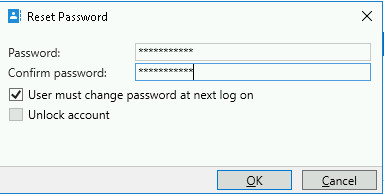 Reset Password
Password: ***********
Confirm password: ***********
User must change password at next log on
Unlock account
OK Cancel